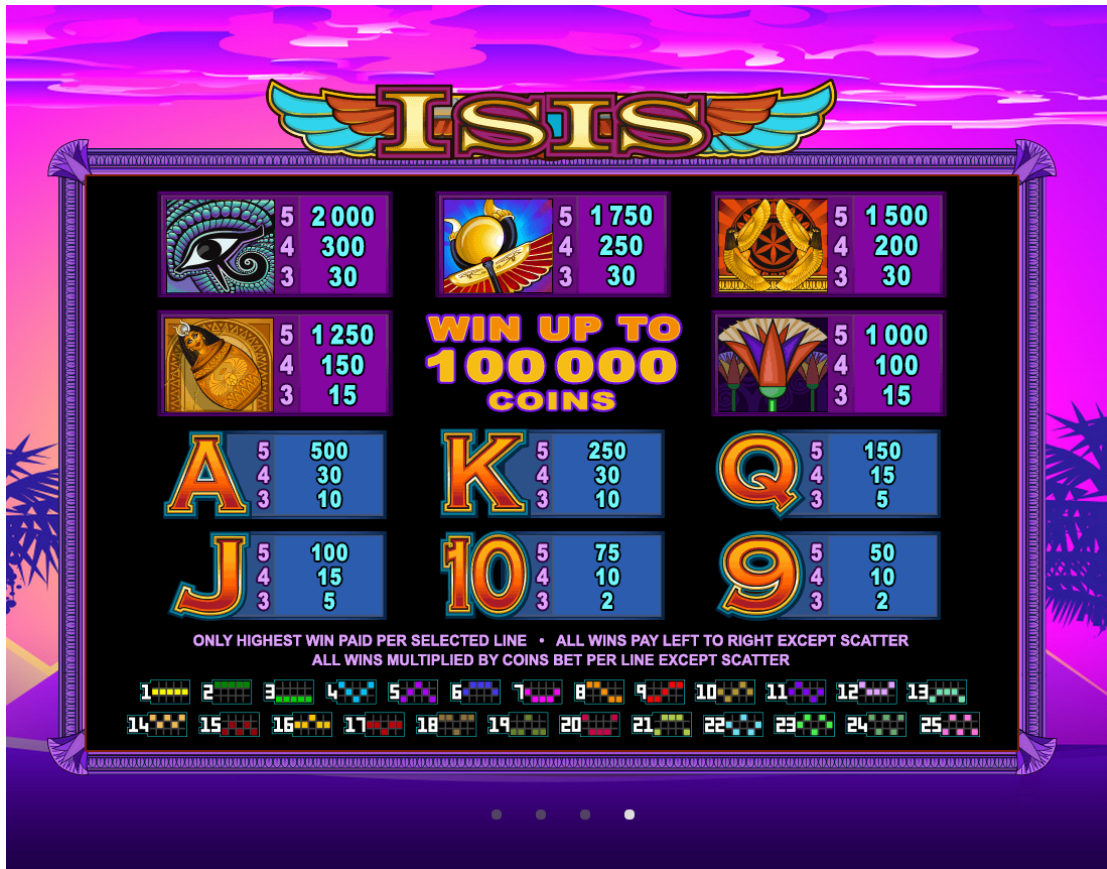 ISIS
5 2 000 5 1 750 5 1 500
4 300 4 250 4 200
3 30 3 30 3 30
5 1 250 WIN UP TO 5 1 000
4 150 100 000 4 100
3 15 COINS 3 15
A 5 500 K 5 250 Q 5 150
4 30 4 30 4 15
3 10 3 10 3 5
J 5 100 10 5 75 9 5 50
4 15 4 10 4 10
3 5 3 2 3 2
ONLY HIGHEST WIN PAID PER SELECTED LINE • ALL WINS PAY LEFT TO RIGHT EXCEPT SCATTER
ALL WINS MULTIPLIED BY COINS BET PER LINE EXCEPT SCATTER
1 2 3 4 5 6 7 8 9 10 11 12 13
14 15 16 17 18 19 20 21 22 23 24 25